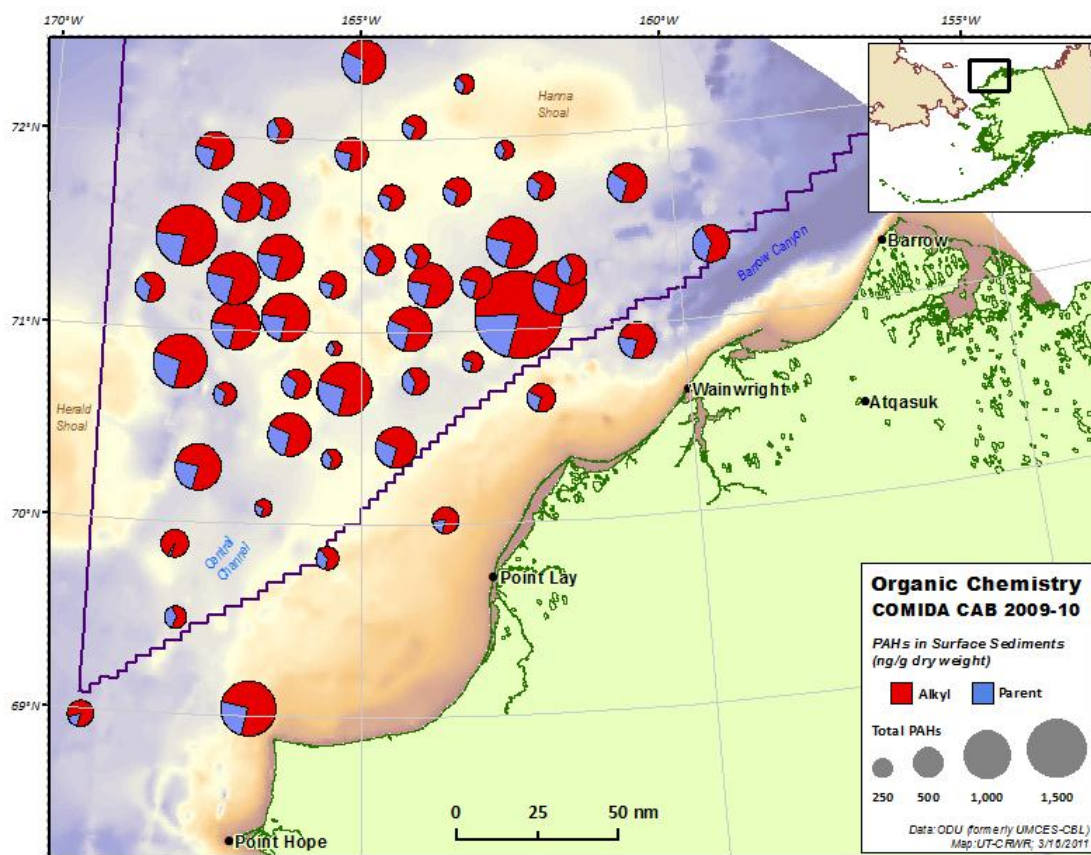 170°W
165°W
160°W
155°W
Hanna
Shoal
72°N
Barrow
Barrow Canyon
71°N
Wainwright
Atqasuk
Herald
Shoal
70°N
Central
Channel
Point Lay
Organic Chemistry
COMIDA CAB 2009-10
PAHs in Surface Sediments
(ng/g dry weight)
Alkyl
Parent
69°N
Total PAHs
250
500
1,000
1,500
0
25
50 nm
Data: ODU (formerly UMCES-CBL)
Map: UT-CRWR; 3/16/2011
Point Hope